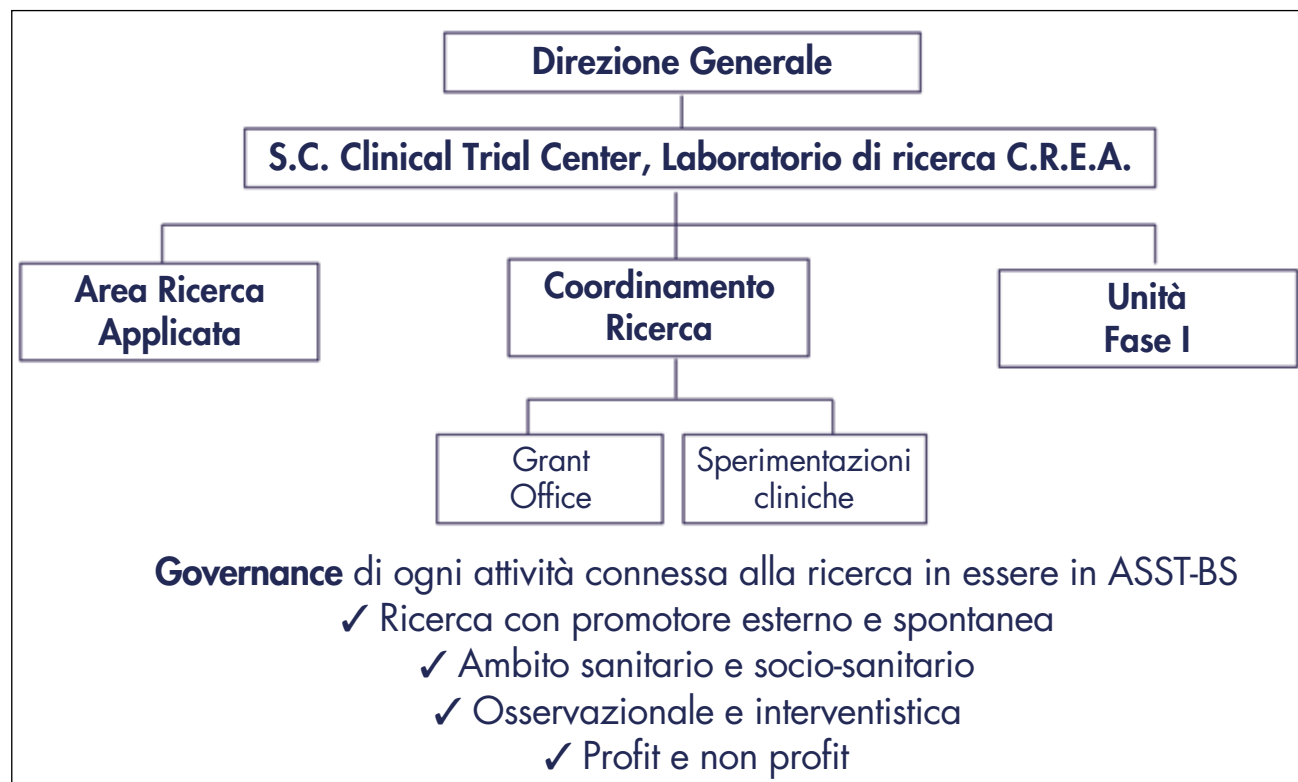 Direzione Generale
S.C. Clinical Trial Center, Laboratorio di ricerca C.R.E.A.
Area Ricerca
Applicata
Coordinamento
Ricerca
Unità
Fase I
Grant
Office
Sperimentazioni
cliniche
Governance di ogni attività connessa alla ricerca in essere in ASST-BS
✓ Ricerca con promotore esterno e spontanea
✓ Ambito sanitario e socio-sanitario
✓ Osservazionale e interventistica
✓ Profit e non profit